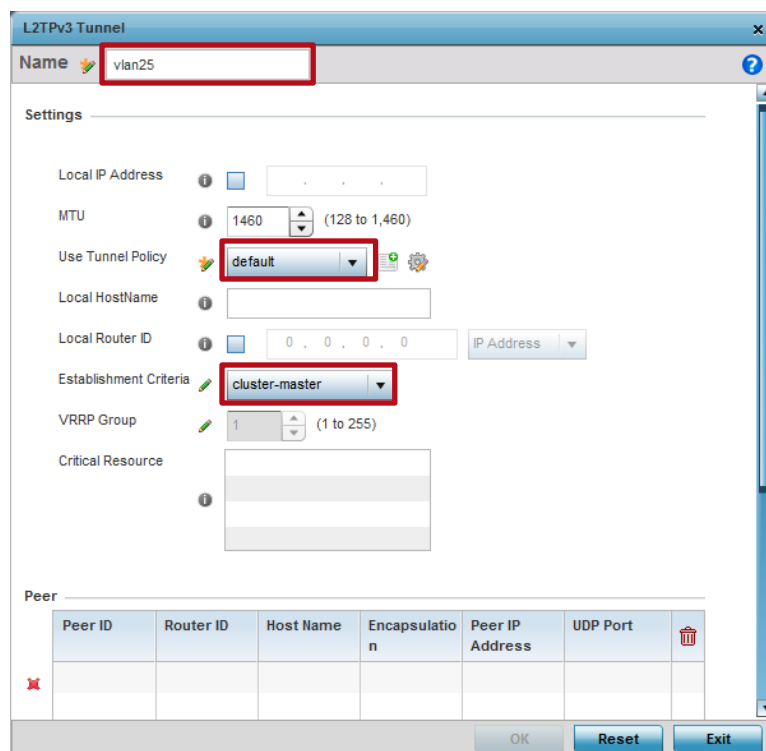 L2TPv3 Tunnel x
Name vlan25 ?
Settings
Local IP Address i . . .
MTU i 1460 (128 to 1,460)
Use Tunnel Policy default
Local HostName i
Local Router ID i 0 . 0 . 0 . 0 IP Address
Establishment Criteria cluster-master
VRRP Group 1 (1 to 255)
Critical Resource
i
Peer
Peer ID Router ID Host Name Encapsulatio Peer IP UDP Port
n Address
OK Reset Exit